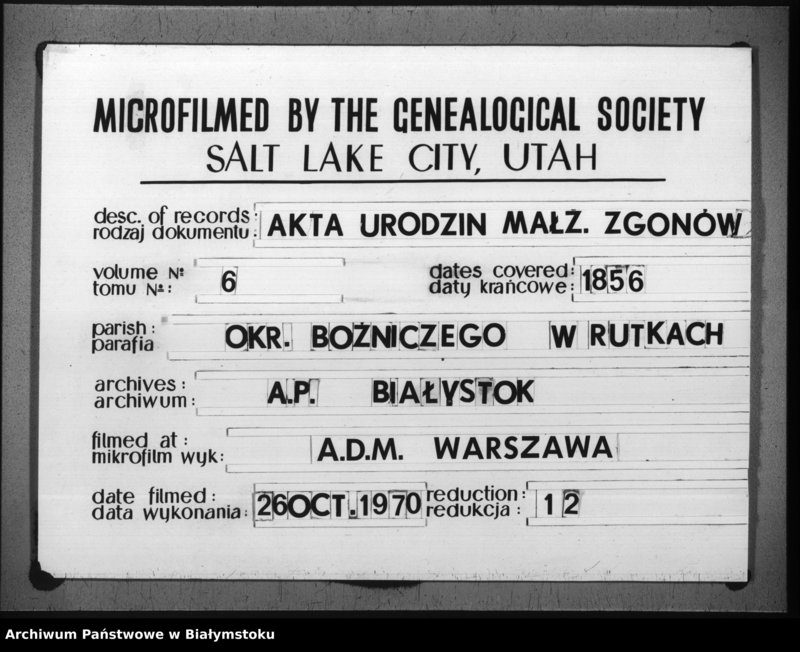 MICROFILMED BY THE GENEALOGICAL SOCIETY
SALT LAKE CITY, UTAH
desc. of records: AKTA URODZIN MAŁŻ. ZGONÓW
rodzaj dokumentu:
volume №: 6 dates covered: 1856
tomu №: daty krańcowe:
parish: OKR. BOŻNICZEGO W RUTKACH
parafia
archives: A.P. BIAŁYSTOK
archiwum:
filmed at: A.D.M. WARSZAWA
mikrofilm wyk:
date filmed: 26 OCT. 1970 reduction: 12
data wykonania: redukcja:
Archiwum Państwowe w Białymstoku